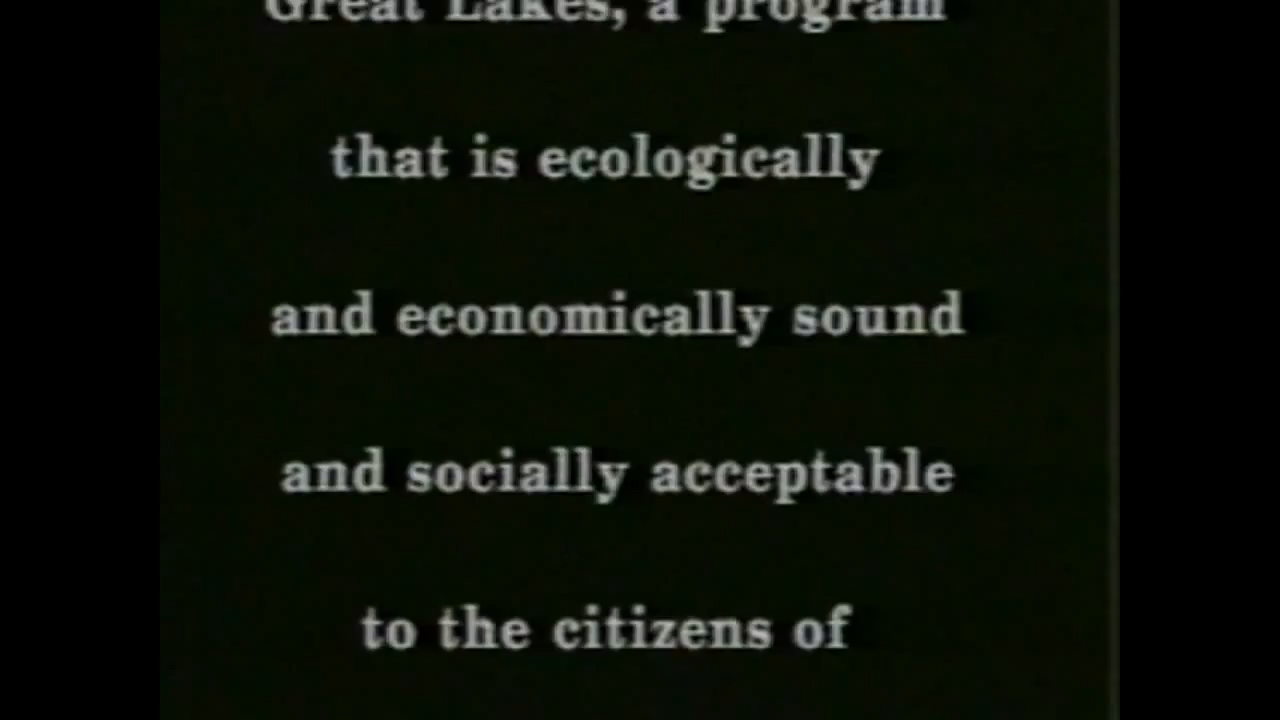 Great Lakes, a program
that is ecologically
and economically sound
and socially acceptable
to the citizens of